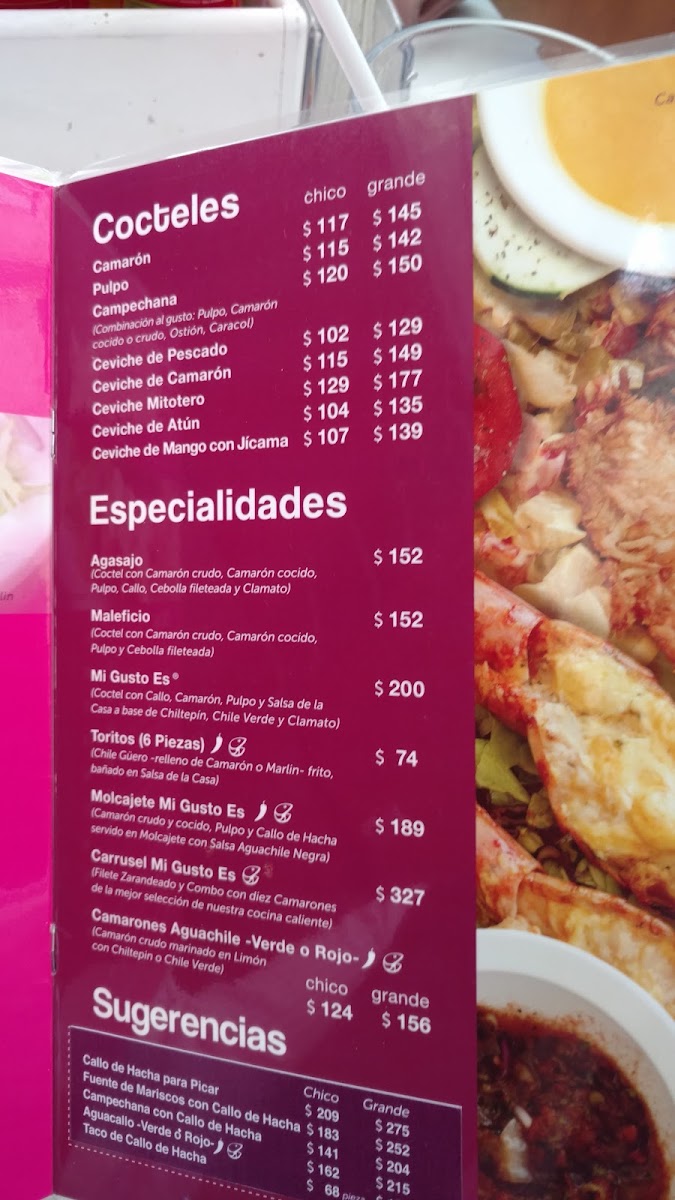 Ca
lin
Cocteles chico grande
Camarón $ 117 $ 145
Pulpo $ 115 $ 142
Campechana $ 120 $ 150
(Combinación al gusto: Pulpo, Camarón
cocido o crudo, Ostión, Caracol)
Ceviche de Pescado $ 102 $ 129
Ceviche de Camarón $ 115 $ 149
Ceviche Mitotero $ 129 $ 177
Ceviche de Atún $ 104 $ 135
Ceviche de Mango con Jícama $ 107 $ 139
Especialidades
Agasajo $ 152
(Coctel con Camarón crudo, Camarón cocido,
Pulpo, Callo, Cebolla fileteada y Clamato)
Maleficio $ 152
(Coctel con Camarón crudo, Camarón cocido,
Pulpo y Cebolla fileteada)
Mi Gusto Es® $ 200
(Coctel con Callo, Camarón, Pulpo y Salsa de la
Casa a base de Chiltepín, Chile Verde y Clamato)
Toritos (6 Piezas) $ 74
(Chile Güero -relleno de Camarón o Marlin- frito,
bañado en Salsa de la Casa)
Molcajete Mi Gusto Es $ 189
(Camarón crudo y cocido, Pulpo y Callo de Hacha
servido en Molcajete con Salsa Aguachile Negra)
Carrusel Mi Gusto Es $ 327
(Filete Zarandeado y Combo con diez Camarones
de la mejor selección de nuestra cocina caliente)
Camarones Aguachile -Verde o Rojo-
(Camarón crudo marinado en Limón
con Chiltepin o Chile Verde)
chico grande
$ 124 $ 156
Sugerencias
Chico Grande
Callo de Hacha para Picar $ 209 $ 275
Fuente de Mariscos con Callo de Hacha $ 183 $ 252
Campechana con Callo de Hacha $ 141 $ 204
Aguacallo -Verde ó Rojo- $ 162 $ 215
Taco de Callo de Hacha $ 68 pieza